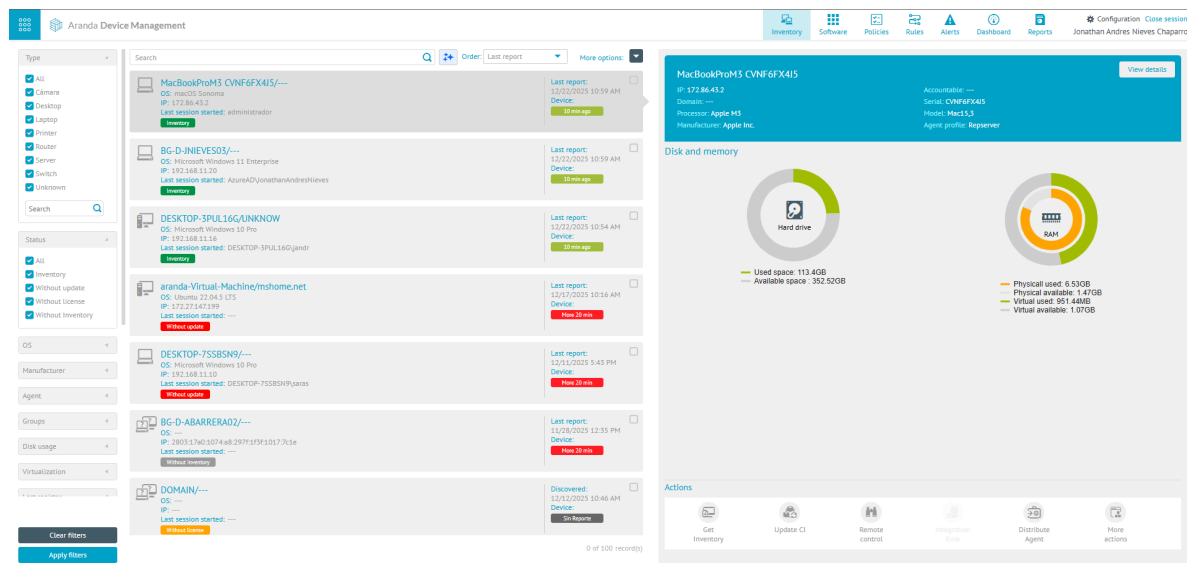 Aranda Device Management
Inventory
Software
Policies
Rules
Alerts
Dashboard
Reports
Configuration Close session
Jonathan Andres Nieves Chaparro
Type
All
Cámara
Desktop
Laptop
Printer
Router
Server
Switch
Unknown
Search
Status
All
Inventory
Without update
Without license
Without Inventory
OS
Manufacturer
Agent
Groups
Disk usage
Virtualization
Clear filters
Apply filters
Search
Order: Last report
More options:
MacBookProM3 CVNF6FX4J5/---
OS: macOS Sonoma
IP: 172.86.43.2
Last session started: administrador
Inventory
Last report:
12/22/2025 10:59 AM
Device:
10 min ago
BG-D-JNIEVES03/---
OS: Microsoft Windows 11 Enterprise
IP: 192.168.11.20
Last session started: AzureAD\JonathanAndresNieves
Inventory
Last report:
12/22/2025 10:59 AM
Device:
10 min ago
DESKTOP-3PUL16G/UNKNOW
OS: Microsoft Windows 10 Pro
IP: 192.168.11.16
Last session started: DESKTOP-3PUL16G\jandr
Inventory
Last report:
12/22/2025 10:54 AM
Device:
10 min ago
aranda-Virtual-Machine/mshome.net
OS: Ubuntu 22.04.5 LTS
IP: 172.27.147.199
Last session started: ---
Without update
Last report:
12/17/2025 10:16 AM
Device:
More 20 min
DESKTOP-7SSBSN9/---
OS: Microsoft Windows 10 Pro
IP: 192.168.11.10
Last session started: DESKTOP-7SSBSN9\saras
Without update
Last report:
12/11/2025 5:43 PM
Device:
More 20 min
BG-D-ABARRERA02/---
OS: ---
IP: 2803:17a0:1074:a8:297f:1f3f:1017:7c1e
Last session started: ---
Without Inventory
Last report:
11/28/2025 12:35 PM
Device:
More 20 min
DOMAIN/---
OS: ---
IP: ---
Last session started: ---
Without license
Discovered:
12/12/2025 10:46 AM
Device:
Sin Reporte
0 of 100 record(s)
MacBookProM3 CVNF6FX4J5
View details
IP: 172.86.43.2
Domain: ---
Processor: Apple M3
Manufacturer: Apple Inc.
Accountable: ---
Serial: CVNF6FX4J5
Model: Mac15,3
Agent profile: Repserver
Disk and memory
Hard drive
Used space: 113.4GB
Available space : 352.52GB
RAM
Physicall used: 6.53GB
Physical available: 1.47GB
Virtual used: 951.44MB
Virtual available: 1.07GB
Actions
Get Inventory
Update CI
Remote control
Distribute Agent
More actions